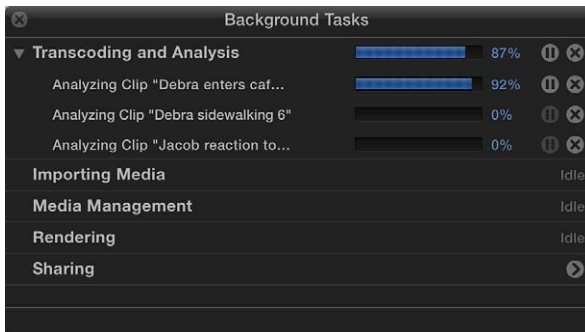 Background Tasks
Transcoding and Analysis 87%
Analyzing Clip "Debra enters caf... 92%
Analyzing Clip "Debra sidewalking 6" 0%
Analyzing Clip "Jacob reaction to... 0%
Importing Media Idle
Media Management Idle
Rendering Idle
Sharing